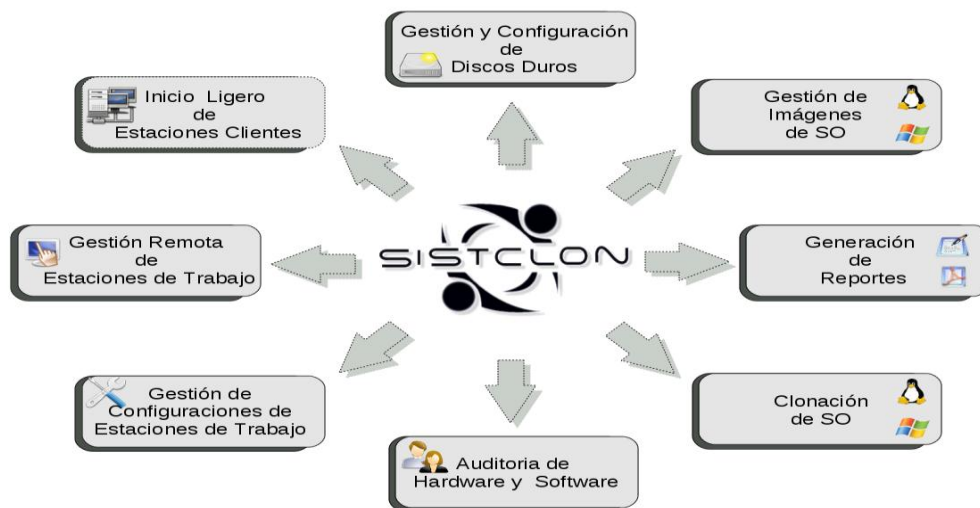 Gestión y Configuración
de
Discos Duros
Inicio Ligero
de
Estaciones Clientes
Gestión de
Imágenes
de SO
Gestión Remota
de
Estaciones de Trabajo
SISTCLON
Generación
de
Reportes
Gestión de
Configuraciones de
Estaciones de Trabajo
Clonación
de SO
Auditoria de
Hardware y Software